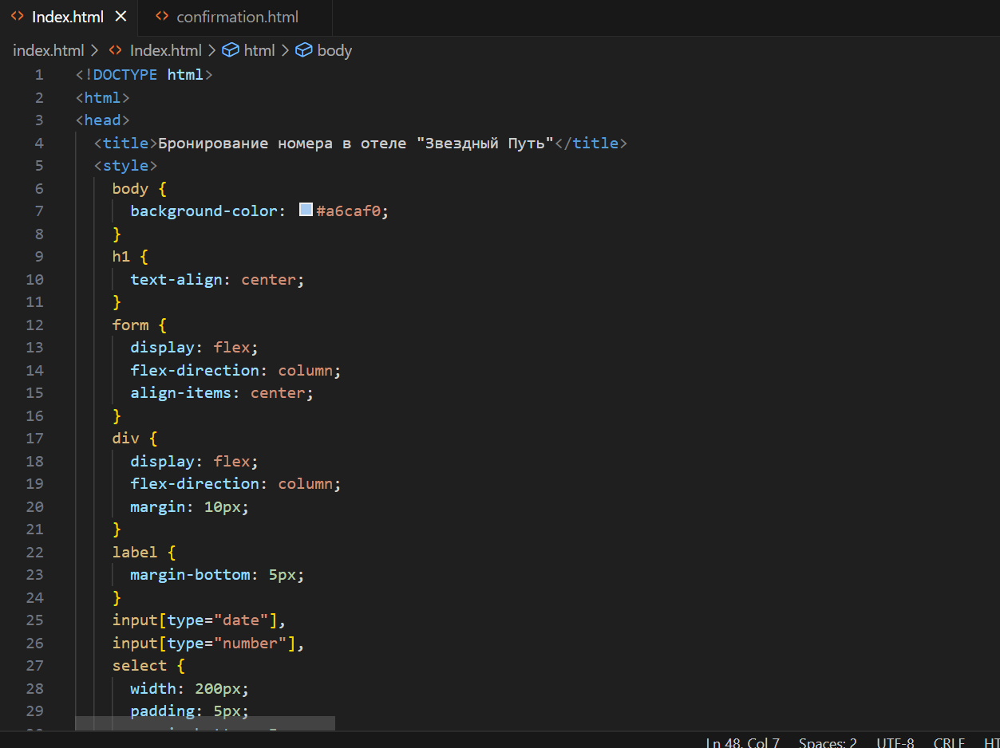 Index.html
confirmation.html
index.html > Index.html > html > body
1 <!DOCTYPE html>
2 <html>
3 <head>
4 <title>Бронирование номера в отеле "Звездный Путь"</title>
5 <style>
6 body {
7 background-color: #a6caf0;
8 }
9 h1 {
10 text-align: center;
11 }
12 form {
13 display: flex;
14 flex-direction: column;
15 align-items: center;
16 }
17 div {
18 display: flex;
19 flex-direction: column;
20 margin: 10px;
21 }
22 label {
23 margin-bottom: 5px;
24 }
25 input[type="date"],
26 input[type="number"],
27 select {
28 width: 200px;
29 padding: 5px;
Ln 48, Col 7 Spaces: 2 UTF-8 CRLF